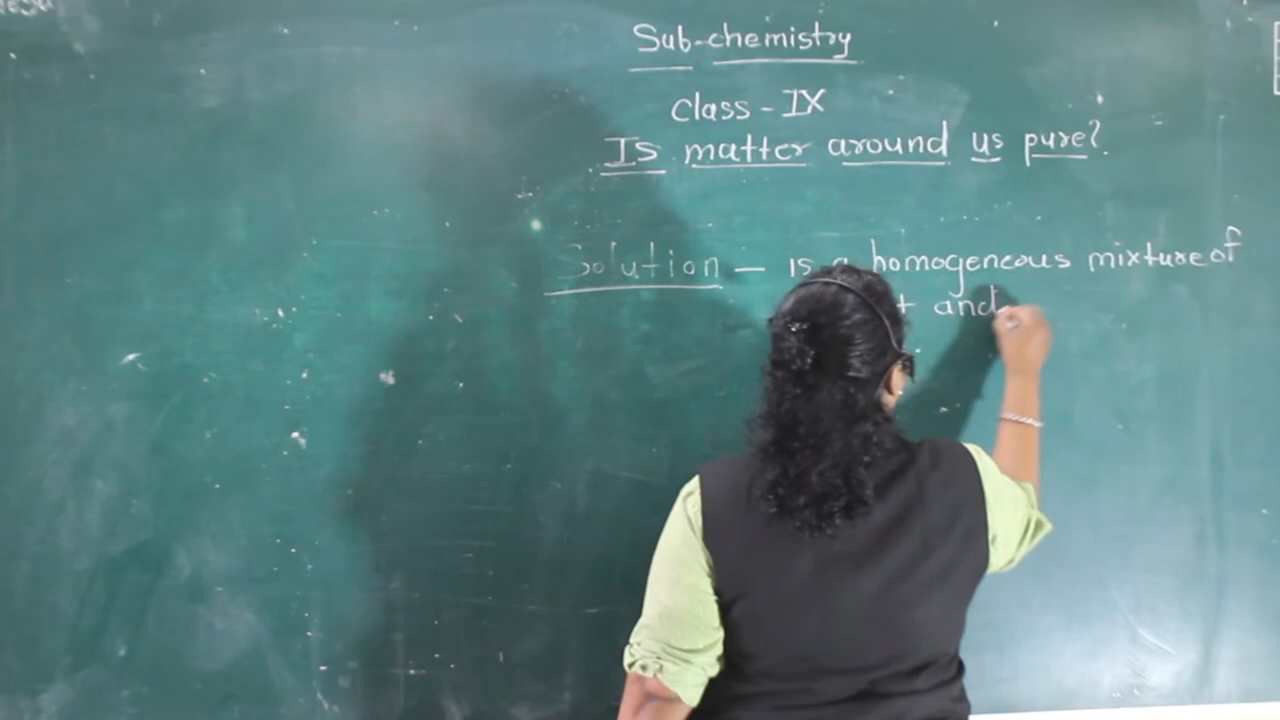 Sub-chemistry
Class - IX
Is matter around us pure?
Solution — is a homogeneous mixture of
and